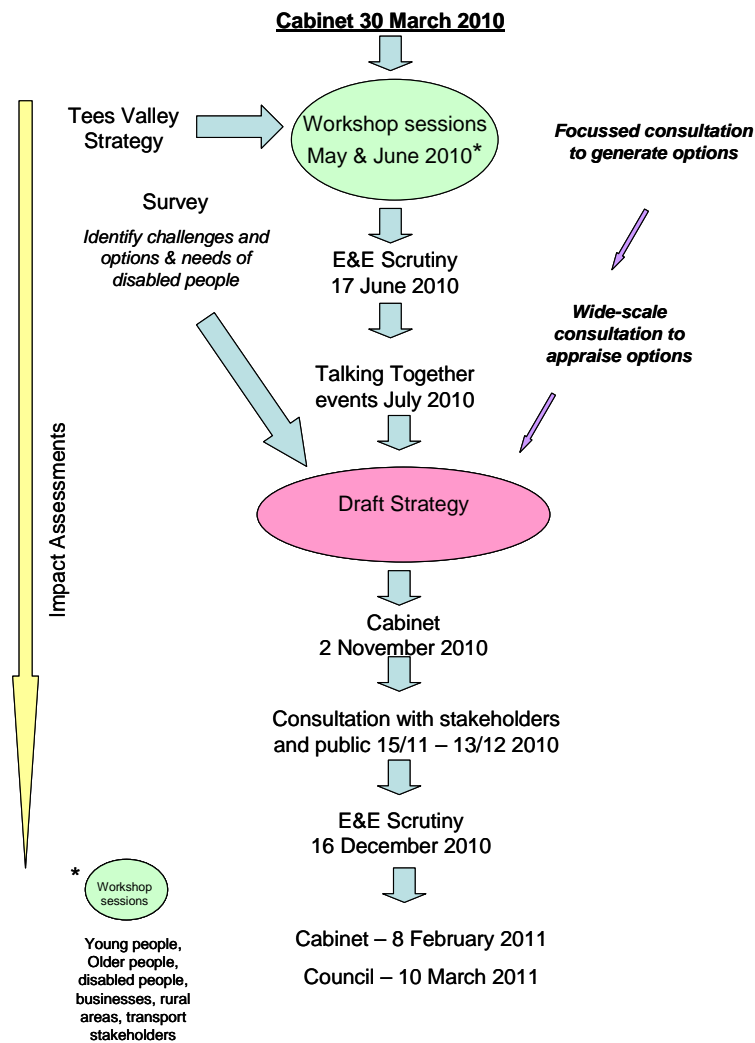 Cabinet 30 March 2010
Tees Valley
Strategy
Workshop sessions
May & June 2010*
Focussed consultation
to generate options
Survey
Identify challenges and
options & needs of
disabled people
E&E Scrutiny
17 June 2010
Wide-scale
consultation to
appraise options
Talking Together
events July 2010
Impact Assessments
Draft Strategy
Cabinet
2 November 2010
Consultation with stakeholders
and public 15/11 – 13/12 2010
E&E Scrutiny
16 December 2010
*
Workshop
sessions
Young people,
Older people,
disabled people,
businesses, rural
areas, transport
stakeholders
Cabinet – 8 February 2011
Council – 10 March 2011